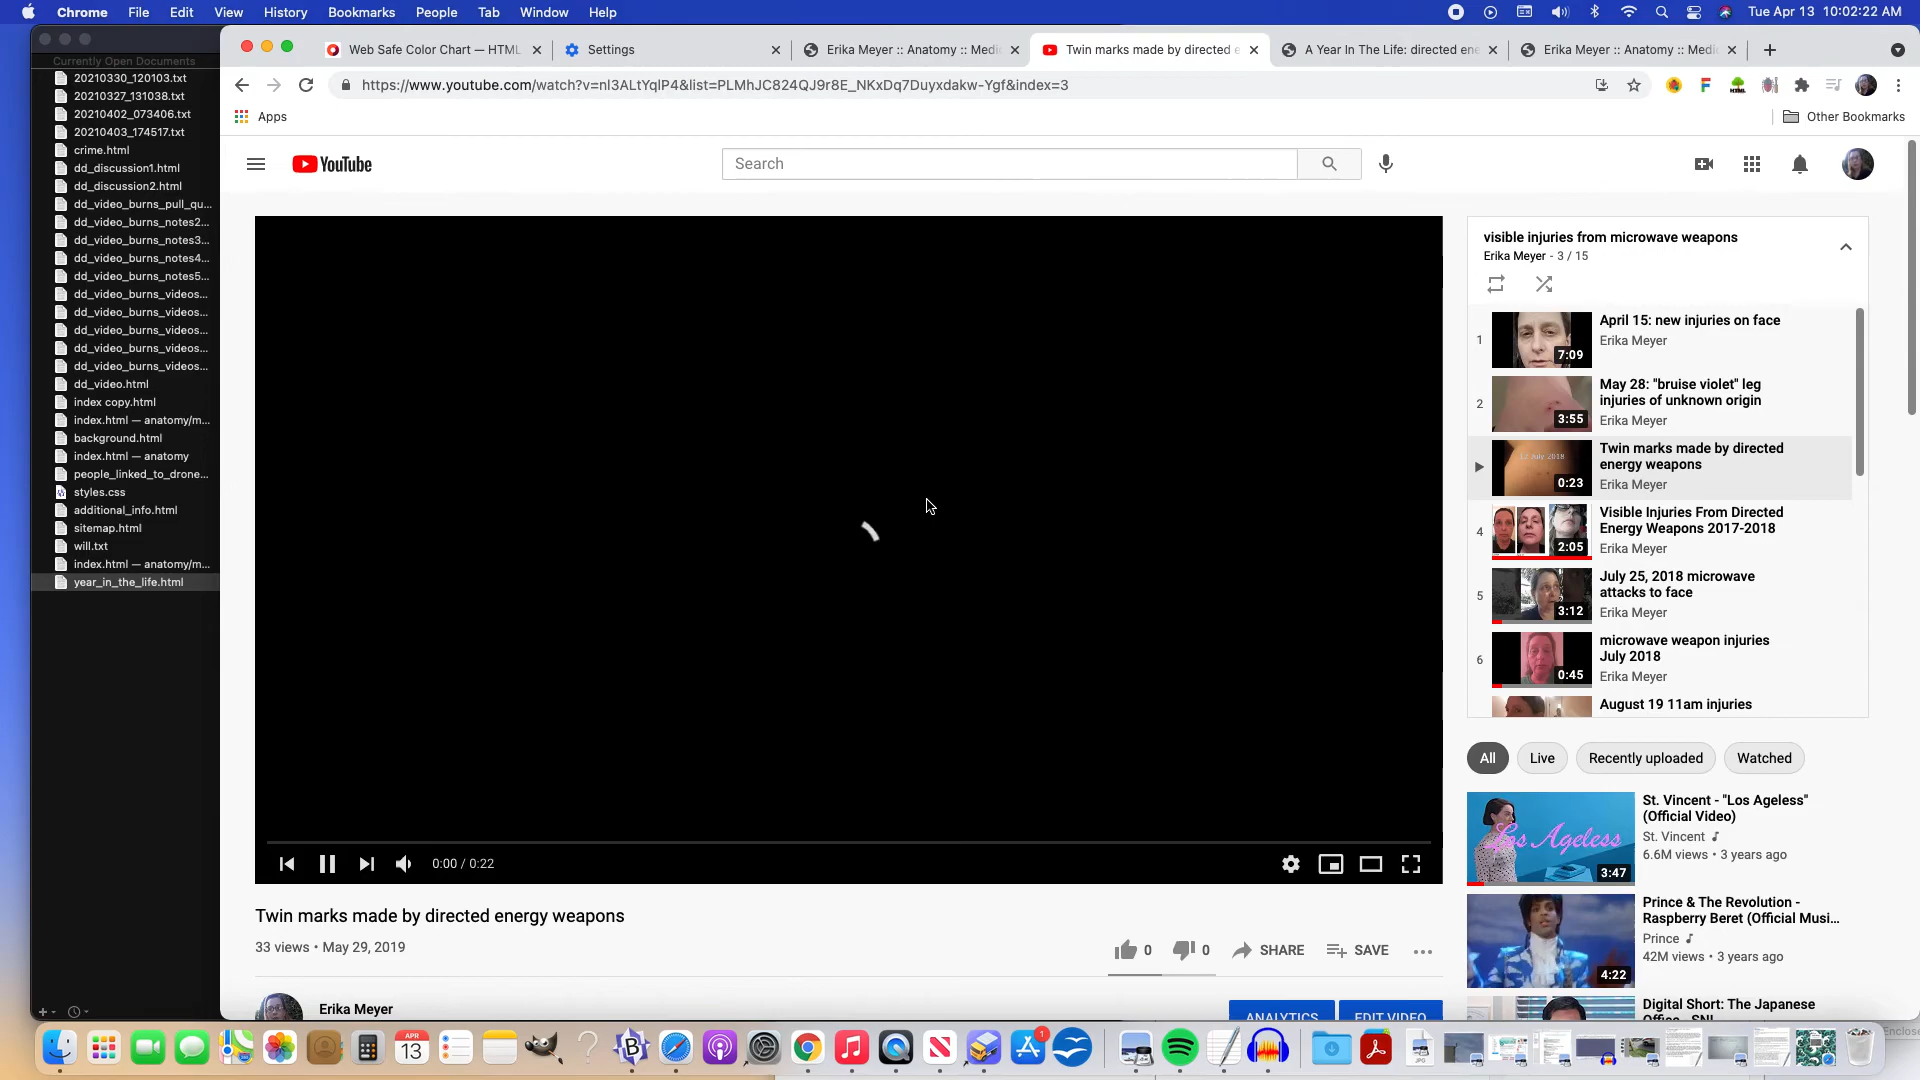 Chrome File Edit View History Bookmarks People Tab Window Help
Tue Apr 13 10:02:22 AM
Currently Open Documents
20210330_120103.txt
20210327_131038.txt
20210402_073406.txt
20210403_174517.txt
crime.html
dd_discussion1.html
dd_discussion2.html
dd_video_burns_pull_qu...
dd_video_burns_notes2...
dd_video_burns_notes3...
dd_video_burns_notes4...
dd_video_burns_notes5...
dd_video_burns_videos...
dd_video_burns_videos...
dd_video_burns_videos...
dd_video_burns_videos...
dd_video_burns_videos...
dd_video.html
index copy.html
index.html — anatomy/m...
background.html
index.html — anatomy
people_linked_to_drone...
styles.css
additional_info.html
sitemap.html
will.txt
index.html — anatomy/m...
year_in_the_life.html
Web Safe Color Chart — HTML
Settings
Erika Meyer :: Anatomy :: Medi
Twin marks made by directed e
A Year In The Life: directed ene
Erika Meyer :: Anatomy :: Medi
https://www.youtube.com/watch?v=nl3ALtYqlP4&list=PLMhJC824QJ9r8E_NKxDq7Duyxdakw-Ygf&index=3
Apps
Other Bookmarks
YouTube
Search
0:00 / 0:22
Twin marks made by directed energy weapons
33 views • May 29, 2019
0 0 SHARE SAVE
Erika Meyer
ANALYTICS EDIT VIDEO
visible injuries from microwave weapons
Erika Meyer - 3 / 15
1
7:09
April 15: new injuries on face
Erika Meyer
2
3:55
May 28: "bruise violet" leg
injuries of unknown origin
Erika Meyer
12 July 2018
0:23
Twin marks made by directed
energy weapons
Erika Meyer
4
2:05
Visible Injuries From Directed
Energy Weapons 2017-2018
Erika Meyer
5
3:12
July 25, 2018 microwave
attacks to face
Erika Meyer
6
0:45
microwave weapon injuries
July 2018
Erika Meyer
August 19 11am injuries
All Live Recently uploaded Watched
Los Ageless
3:47
St. Vincent - "Los Ageless"
(Official Video)
St. Vincent
6.6M views • 3 years ago
4:22
Prince & The Revolution -
Raspberry Beret (Official Musi...
Prince
42M views • 3 years ago
Digital Short: The Japanese
Office - SNL
APR
13
1
JPG